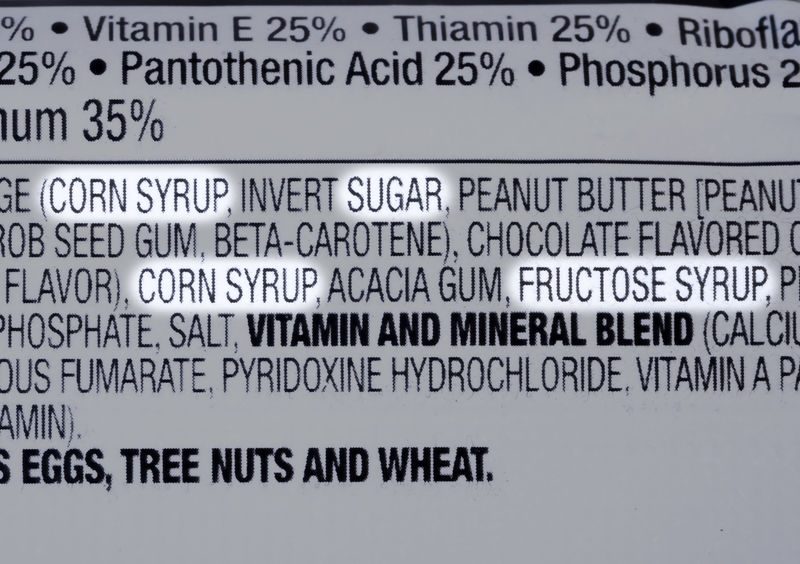 % • Vitamin E 25% • Thiamin 25% • Ribofla
25% • Pantothenic Acid 25% • Phosphorus 2
num 35%
GE (CORN SYRUP, INVERT SUGAR, PEANUT BUTTER [PEANUT
ROB SEED GUM, BETA-CAROTENE), CHOCOLATE FLAVORED C
FLAVOR), CORN SYRUP, ACACIA GUM, FRUCTOSE SYRUP, P
PHOSPHATE, SALT, VITAMIN AND MINERAL BLEND (CALCIU
OUS FUMARATE, PYRIDOXINE HYDROCHLORIDE, VITAMIN A PA
AMIN).
S EGGS, TREE NUTS AND WHEAT.